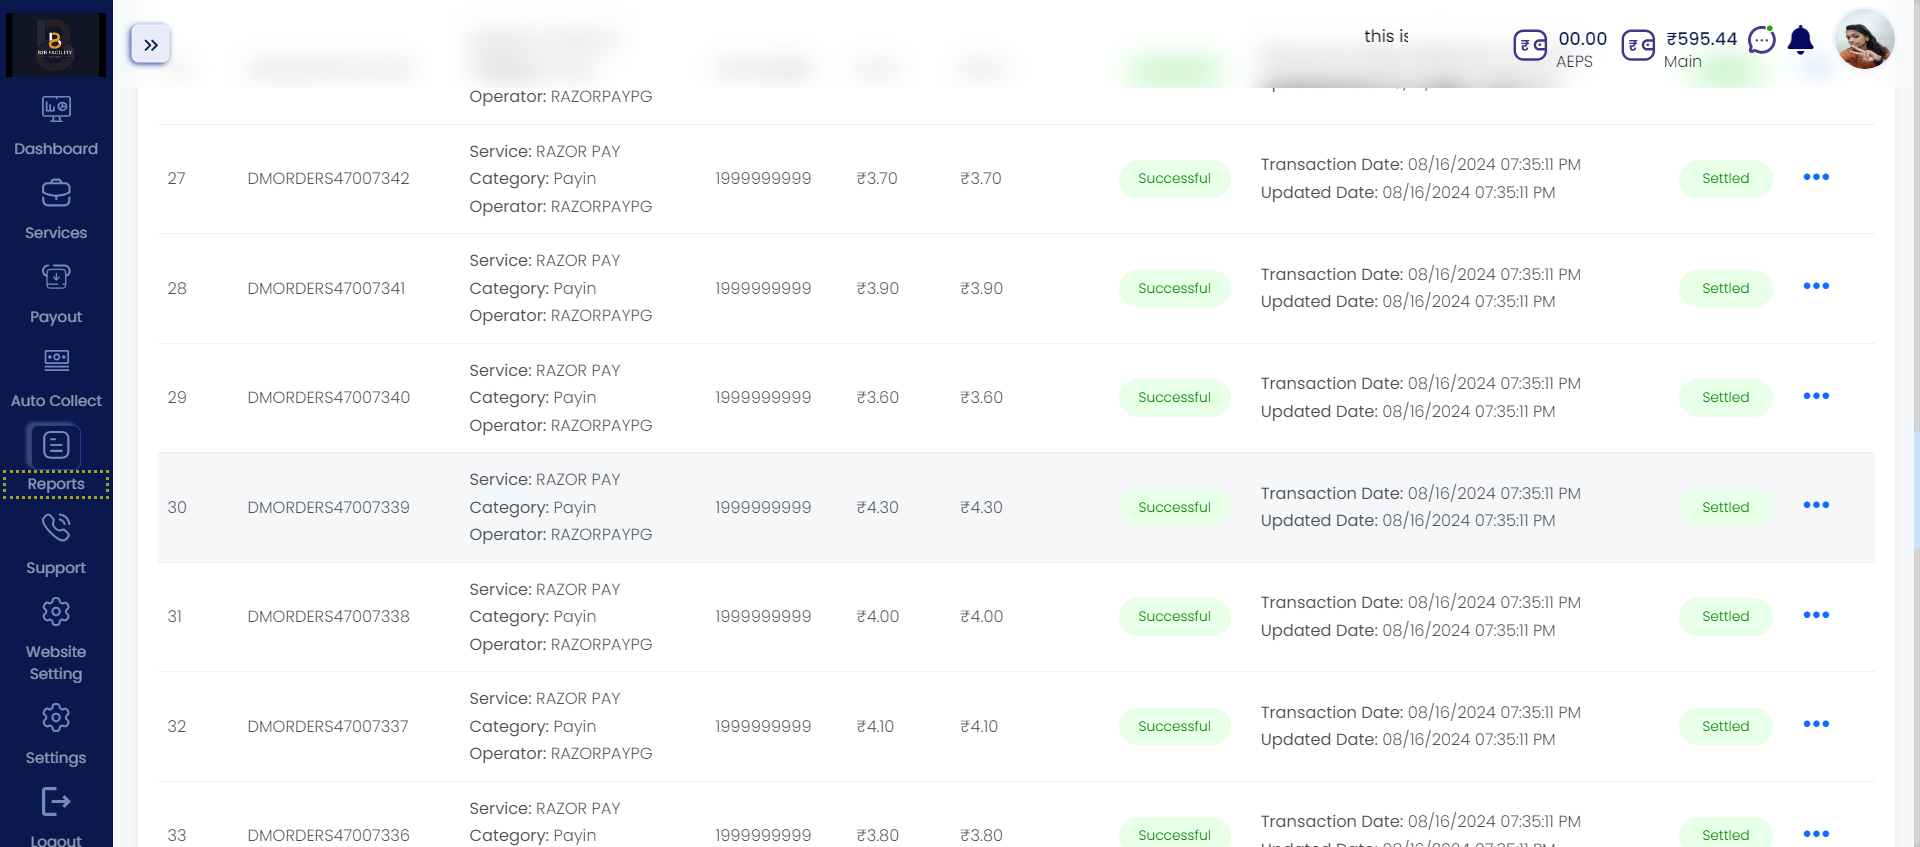 B2B FACILITY
this is
00.00
AEPS
₹595.44
Main
Dashboard
Services
Payout
Auto Collect
Reports
Support
Website
Setting
Settings
Logout
Operator: RAZORPAYPG
27 DMORDERS47007342 Service: RAZOR PAY
Category: Payin
Operator: RAZORPAYPG
1999999999 ₹3.70 ₹3.70 Successful Transaction Date: 08/16/2024 07:35:11 PM
Updated Date: 08/16/2024 07:35:11 PM
Settled
28 DMORDERS47007341 Service: RAZOR PAY
Category: Payin
Operator: RAZORPAYPG
1999999999 ₹3.90 ₹3.90 Successful Transaction Date: 08/16/2024 07:35:11 PM
Updated Date: 08/16/2024 07:35:11 PM
Settled
29 DMORDERS47007340 Service: RAZOR PAY
Category: Payin
Operator: RAZORPAYPG
1999999999 ₹3.60 ₹3.60 Successful Transaction Date: 08/16/2024 07:35:11 PM
Updated Date: 08/16/2024 07:35:11 PM
Settled
30 DMORDERS47007339 Service: RAZOR PAY
Category: Payin
Operator: RAZORPAYPG
1999999999 ₹4.30 ₹4.30 Successful Transaction Date: 08/16/2024 07:35:11 PM
Updated Date: 08/16/2024 07:35:11 PM
Settled
31 DMORDERS47007338 Service: RAZOR PAY
Category: Payin
Operator: RAZORPAYPG
1999999999 ₹4.00 ₹4.00 Successful Transaction Date: 08/16/2024 07:35:11 PM
Updated Date: 08/16/2024 07:35:11 PM
Settled
32 DMORDERS47007337 Service: RAZOR PAY
Category: Payin
Operator: RAZORPAYPG
1999999999 ₹4.10 ₹4.10 Successful Transaction Date: 08/16/2024 07:35:11 PM
Updated Date: 08/16/2024 07:35:11 PM
Settled
33 DMORDERS47007336 Service: RAZOR PAY
Category: Payin
1999999999 ₹3.80 ₹3.80 Successful Transaction Date: 08/16/2024 07:35:11 PM
Settled